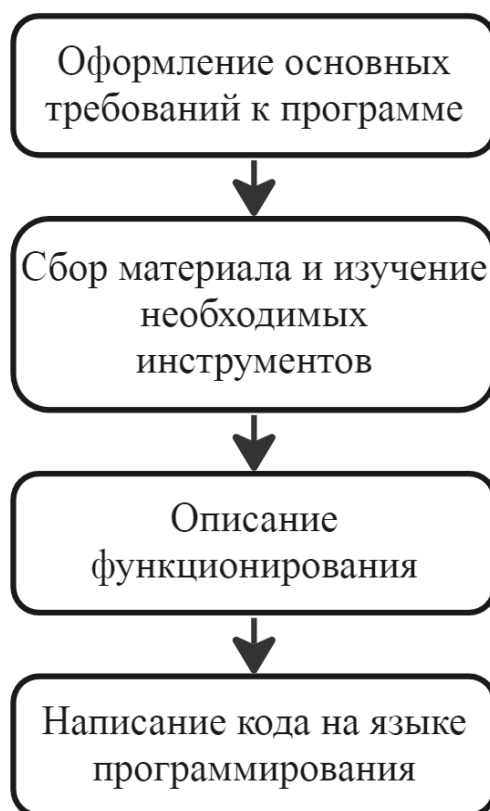 Оформление основных
требований к программе
Сбор материала и изучение
необходимых
инструментов
Описание
функционирования
Написание кода на языке
программирования